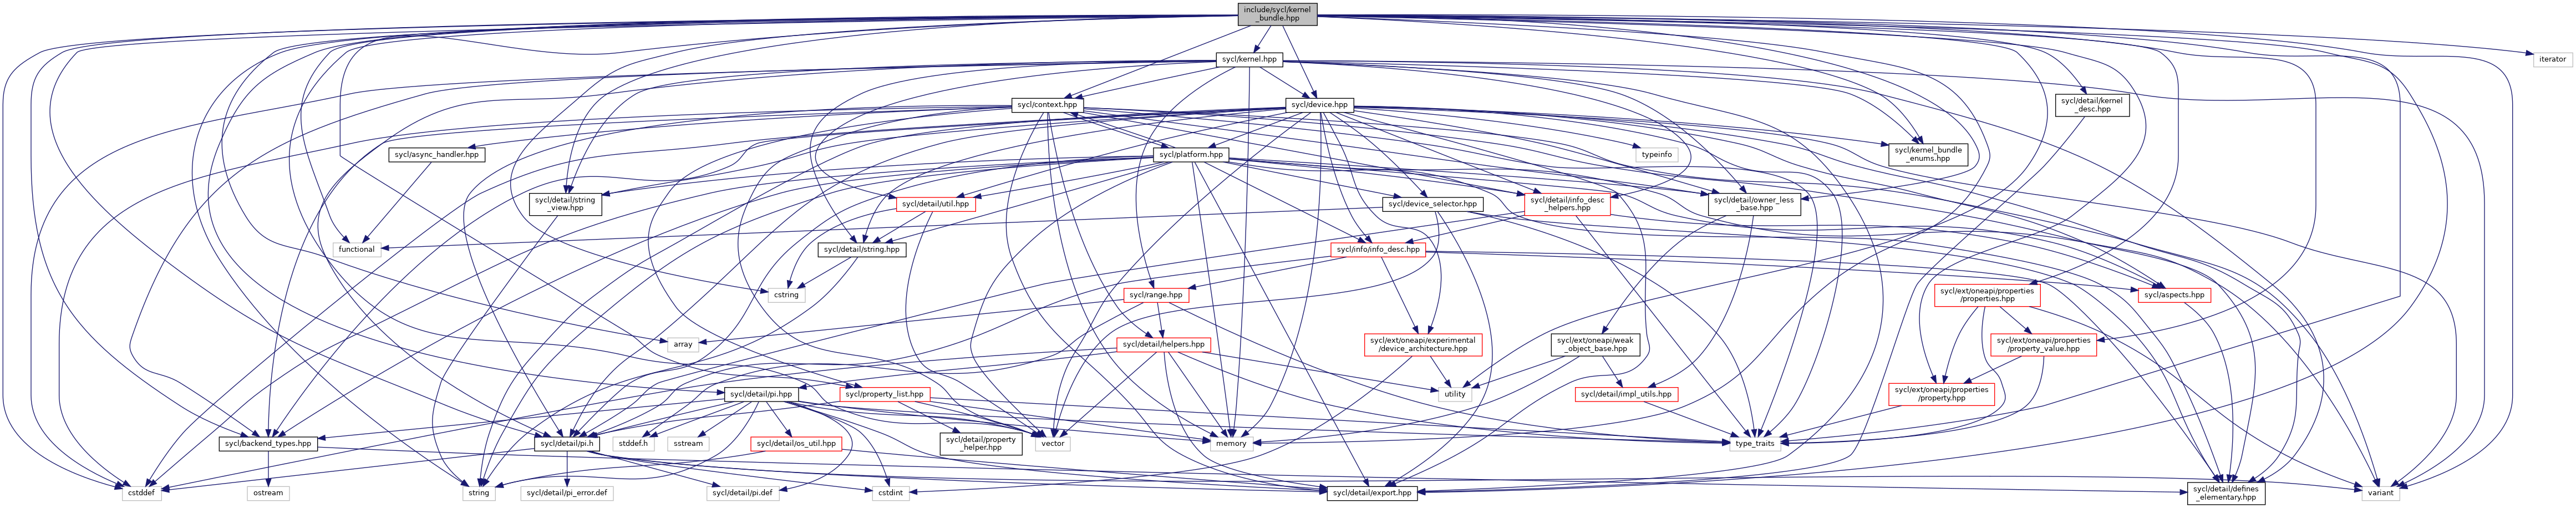 include/sycl/kernel
_bundle.hpp
sycl/kernel.hpp
iterator
sycl/context.hpp
sycl/device.hpp
sycl/detail/kernel
_desc.hpp
sycl/async_handler.hpp
sycl/platform.hpp
typeinfo
sycl/kernel_bundle
_enums.hpp
sycl/detail/string
_view.hpp
sycl/detail/util.hpp
sycl/device_selector.hpp
sycl/detail/info_desc
_helpers.hpp
sycl/detail/owner_less
_base.hpp
functional
sycl/detail/string.hpp
sycl/info/info_desc.hpp
cstring
sycl/range.hpp
sycl/ext/oneapi/properties
/properties.hpp
sycl/aspects.hpp
array
sycl/detail/helpers.hpp
sycl/ext/oneapi/experimental
/device_architecture.hpp
sycl/ext/oneapi/weak
_object_base.hpp
sycl/ext/oneapi/properties
/property_value.hpp
sycl/detail/pi.hpp
sycl/property_list.hpp
utility
sycl/detail/impl_utils.hpp
sycl/ext/oneapi/properties
/property.hpp
sycl/backend_types.hpp
sycl/detail/pi.h
stddef.h
sstream
sycl/detail/os_util.hpp
sycl/detail/property
_helper.hpp
vector
memory
type_traits
cstddef
ostream
string
sycl/detail/pi_error.def
sycl/detail/pi.def
cstdint
sycl/detail/export.hpp
sycl/detail/defines
_elementary.hpp
variant